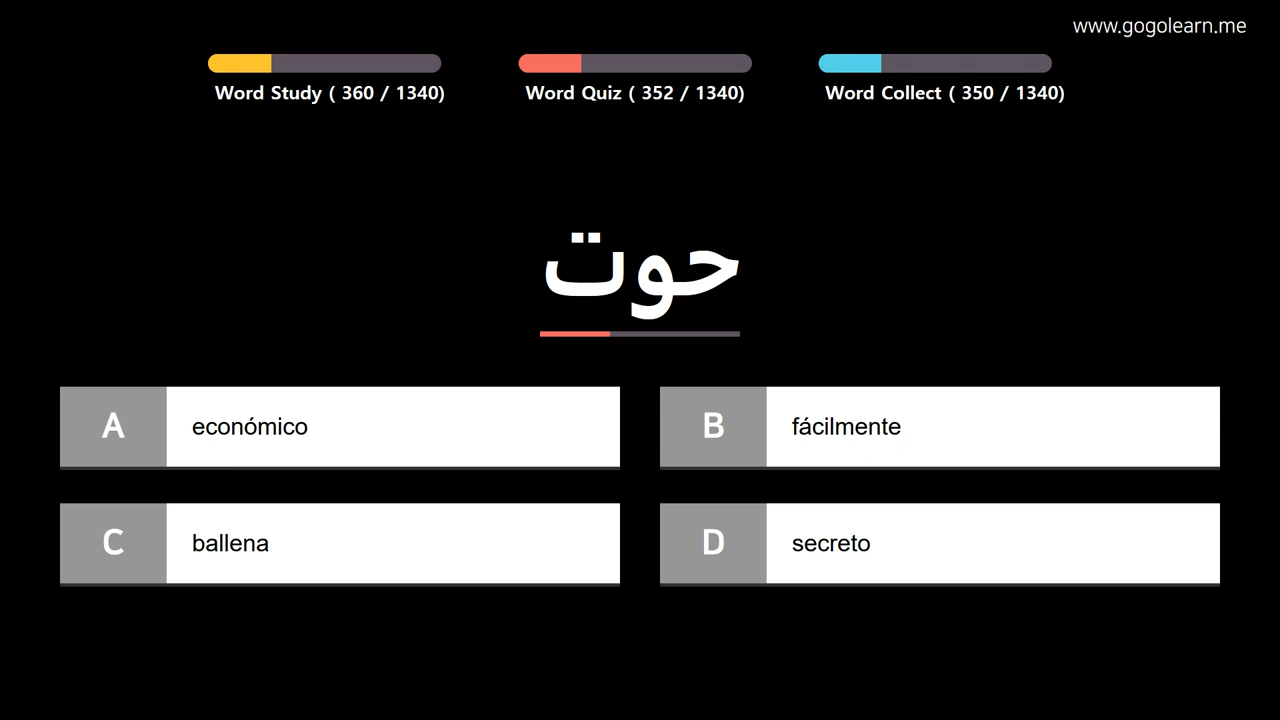 www.gogolearn.me
Word Study ( 360 / 1340)
Word Quiz ( 352 / 1340)
Word Collect ( 350 / 1340)
حوت
A económico
B fácilmente
C ballena
D secreto